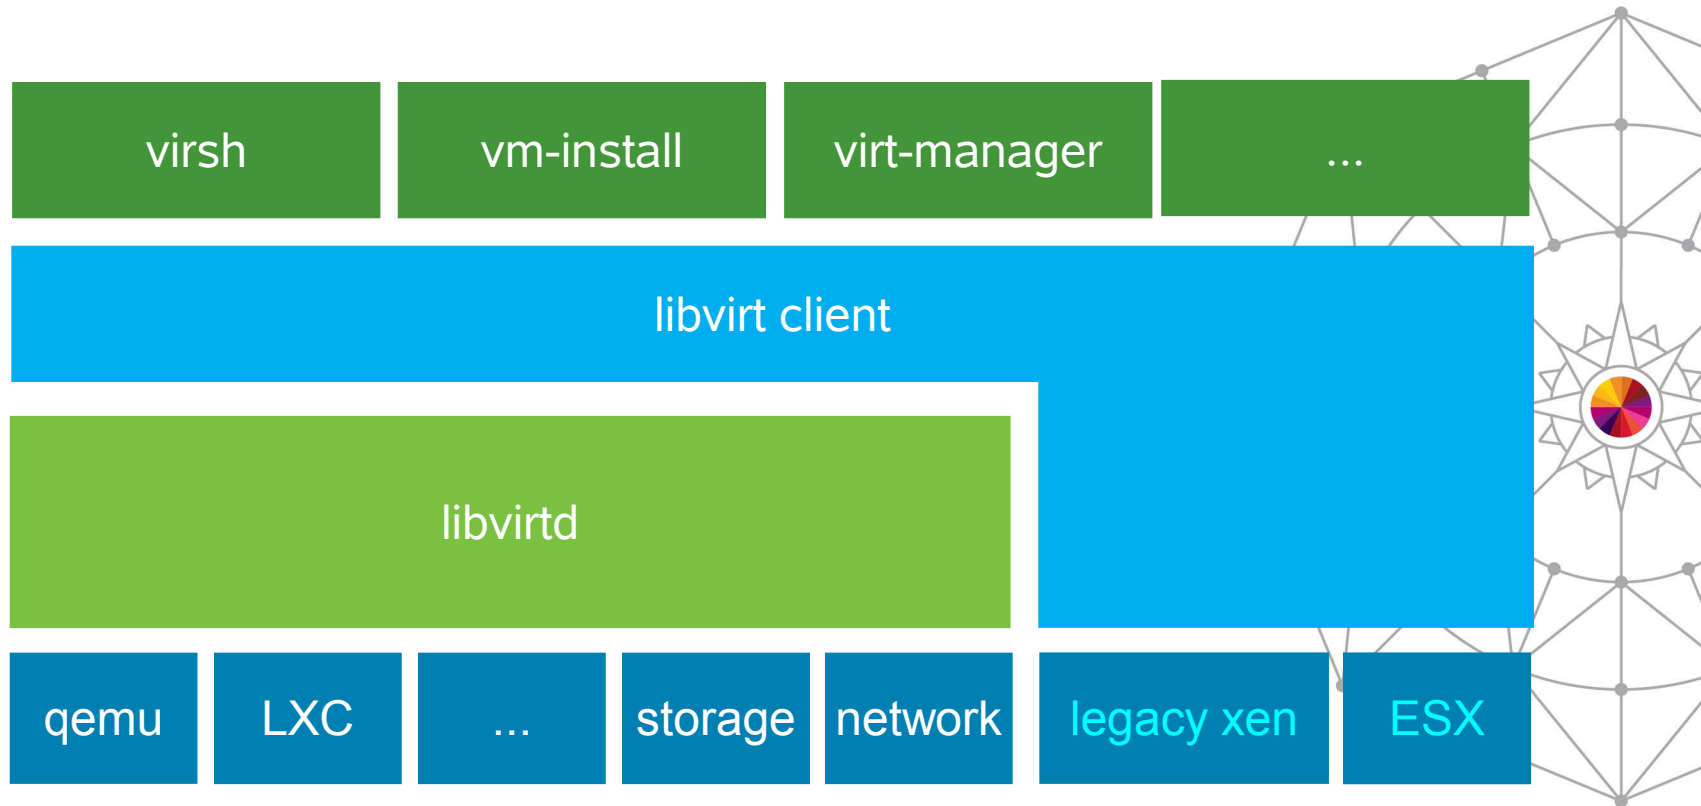 virsh
vm-install
virt-manager
...
libvirt client
libvirtd
qemu
LXC
...
storage
network
legacy xen
ESX